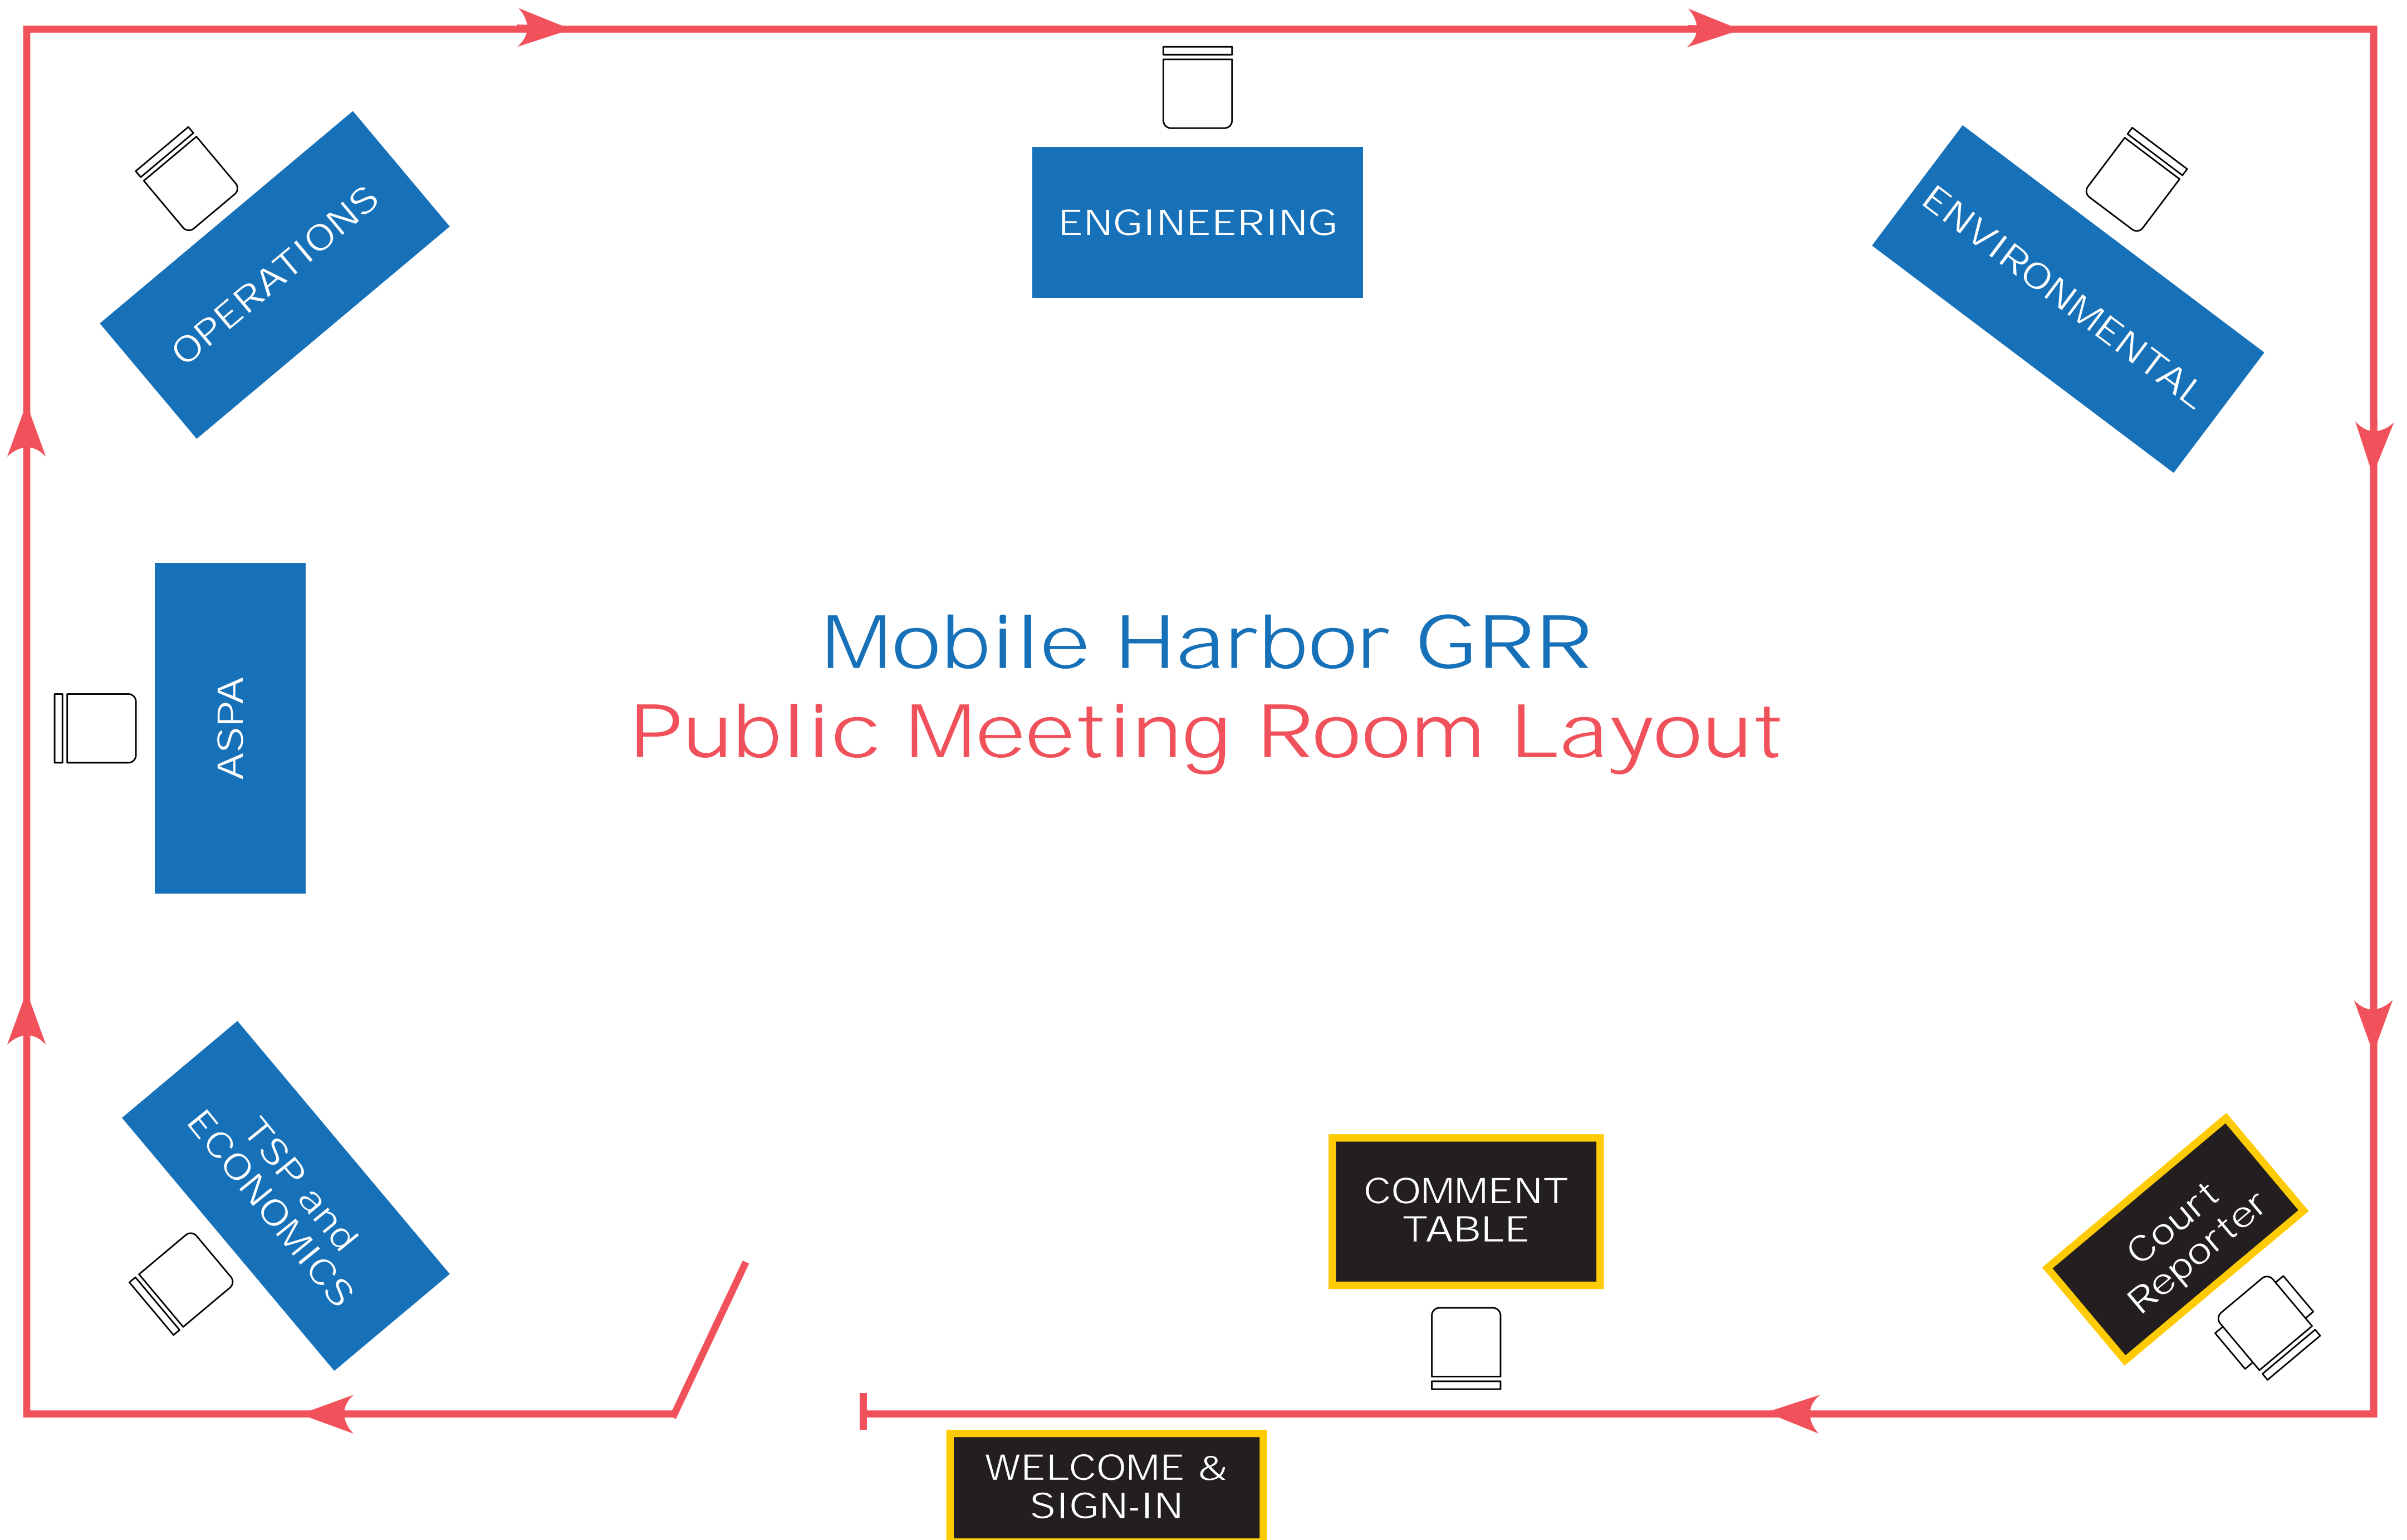 OPERATIONS
ENGINEERING
ENVIRONMENTAL
ASPA
Mobile Harbor GRR
Public Meeting Room Layout
TSP and
ECONOMICS
COMMENT
TABLE
Court
Reporter
WELCOME &
SIGN-IN